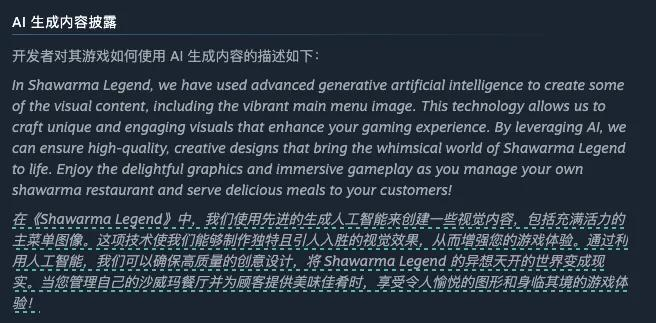 AI 生成内容披露
开发者对其游戏如何使用 AI 生成内容的描述如下：
In Shawarma Legend, we have used advanced generative artificial intelligence to create some
of the visual content, including the vibrant main menu image. This technology allows us to
craft unique and engaging visuals that enhance your gaming experience. By leveraging AI, we
can ensure high-quality, creative designs that bring the whimsical world of Shawarma Legend
to life. Enjoy the delightful graphics and immersive gameplay as you manage your own
shawarma restaurant and serve delicious meals to your customers!
在《Shawarma Legend》中，我们使用先进的生成人工智能来创建一些视觉内容，包括充满活力的
主菜单图像。这项技术使我们能够制作独特且引人入胜的视觉效果，从而增强您的游戏体验。通过利
用人工智能，我们可以确保高质量的创意设计，将 Shawarma Legend 的异想天开的世界变成现
实。当您管理自己的沙威玛餐厅并为顾客提供美味佳肴时，享受令人愉悦的图形和身临其境的游戏体
验！